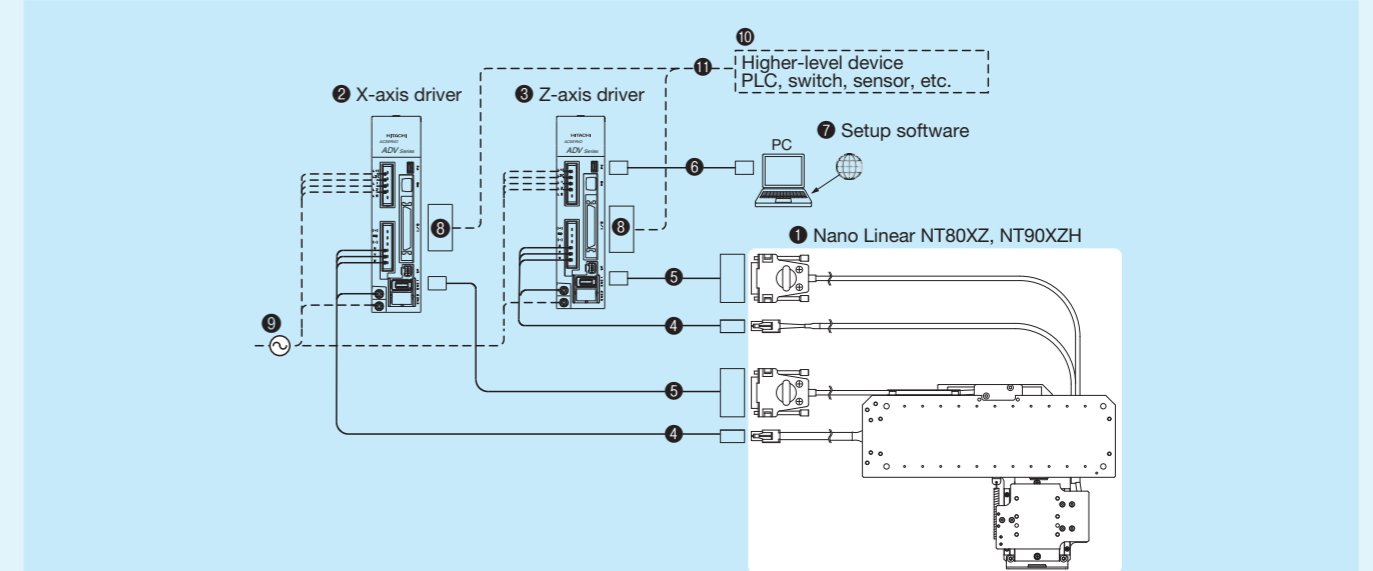 ❿
Higher-level device
PLC, switch, sensor, etc.
⓫
❷ X-axis driver
❸ Z-axis driver
❼ Setup software
PC
HITACHI
ADV Series
HITACHI
ADV Series
❻
❽
❽
❶ Nano Linear NT80XZ, NT90XZH
❺
❹
❾
❺
❹